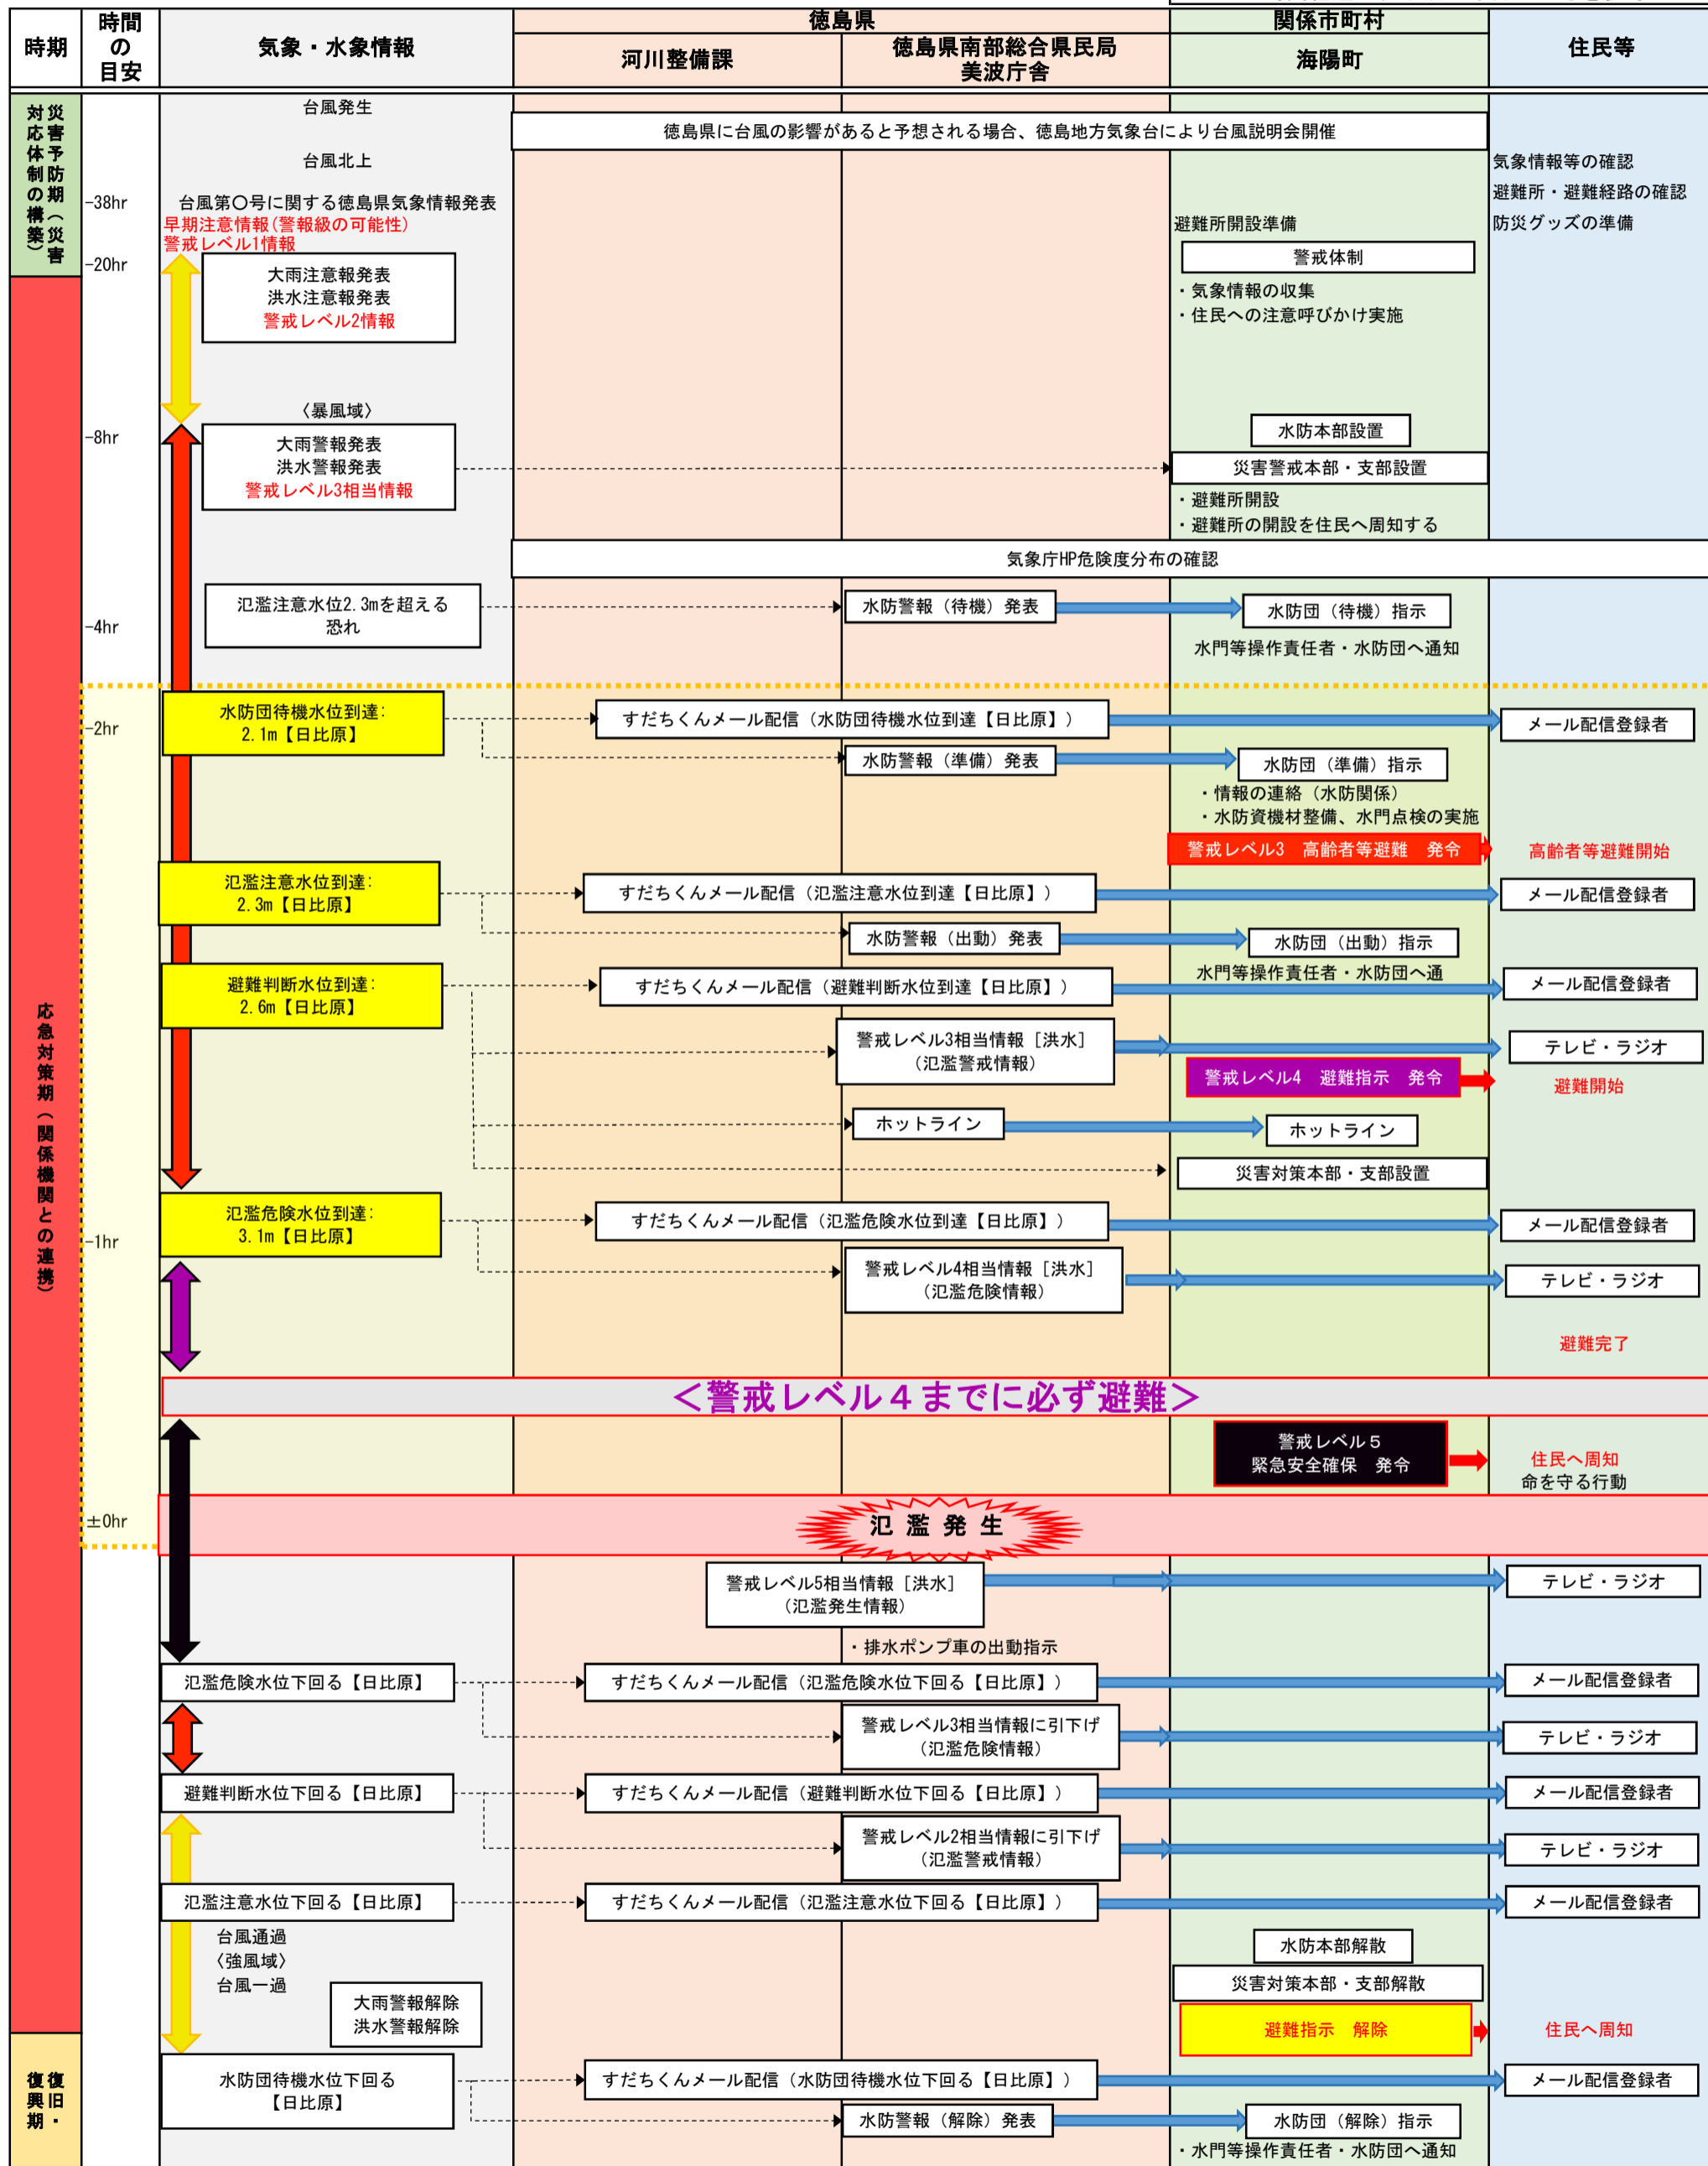 時期
時間
の
目安
気象・水象情報
徳島県
河川整備課
徳島県南部総合県民局
美波庁舎
関係市町村
海陽町
住民等
災害予防期（災害
対応体制の構築）
台風発生
徳島県に台風の影響があると予想される場合、徳島地方気象台により台風説明会開催
台風北上
気象情報等の確認
避難所・避難経路の確認
防災グッズの準備
-38hr
台風第〇号に関する徳島県気象情報発表
早期注意情報(警報級の可能性)
警戒レベル1情報
避難所開設準備
-20hr
大雨注意報発表
洪水注意報発表
警戒レベル2情報
警戒体制
・気象情報の収集
・住民への注意呼びかけ実施
応急対策期（関係機関との連携）
〈暴風域〉
-8hr
大雨警報発表
洪水警報発表
警戒レベル3相当情報
水防本部設置
災害警戒本部・支部設置
・避難所開設
・避難所の開設を住民へ周知する
気象庁HP危険度分布の確認
氾濫注意水位2.3mを超える
恐れ
水防警報（待機）発表
水防団（待機）指示
-4hr
水門等操作責任者・水防団へ通知
-2hr
水防団待機水位到達:
2.1m【日比原】
すだちくんメール配信（水防団待機水位到達【日比原】）
メール配信登録者
水防警報（準備）発表
水防団（準備）指示
・情報の連絡（水防関係）
・水防資機材整備、水門点検の実施
警戒レベル3　高齢者等避難　発令
高齢者等避難開始
氾濫注意水位到達:
2.3m【日比原】
すだちくんメール配信（氾濫注意水位到達【日比原】）
メール配信登録者
水防警報（出動）発表
水防団（出動）指示
水門等操作責任者・水防団へ通
避難判断水位到達:
2.6m【日比原】
すだちくんメール配信（避難判断水位到達【日比原】）
メール配信登録者
警戒レベル3相当情報［洪水］
（氾濫警戒情報）
テレビ・ラジオ
警戒レベル4　避難指示　発令
避難開始
ホットライン
ホットライン
災害対策本部・支部設置
氾濫危険水位到達:
3.1m【日比原】
すだちくんメール配信（氾濫危険水位到達【日比原】）
メール配信登録者
-1hr
警戒レベル4相当情報［洪水］
（氾濫危険情報）
テレビ・ラジオ
避難完了
＜警戒レベル４までに必ず避難＞
警戒レベル５
緊急安全確保　発令
住民へ周知
命を守る行動
±0hr
氾濫発生
警戒レベル5相当情報［洪水］
（氾濫発生情報）
テレビ・ラジオ
・排水ポンプ車の出動指示
氾濫危険水位下回る【日比原】
すだちくんメール配信（氾濫危険水位下回る【日比原】）
メール配信登録者
警戒レベル3相当情報に引下げ
（氾濫危険情報）
テレビ・ラジオ
避難判断水位下回る【日比原】
すだちくんメール配信（避難判断水位下回る【日比原】）
メール配信登録者
警戒レベル2相当情報に引下げ
（氾濫警戒情報）
テレビ・ラジオ
氾濫注意水位下回る【日比原】
すだちくんメール配信（氾濫注意水位下回る【日比原】）
メール配信登録者
台風通過
〈強風域〉
台風一過
水防本部解散
災害対策本部・支部解散
大雨警報解除
洪水警報解除
避難指示　解除
住民へ周知
復旧・
復興期
水防団待機水位下回る
【日比原】
すだちくんメール配信（水防団待機水位下回る【日比原】）
メール配信登録者
水防警報（解除）発表
水防団（解除）指示
・水門等操作責任者・水防団へ通知